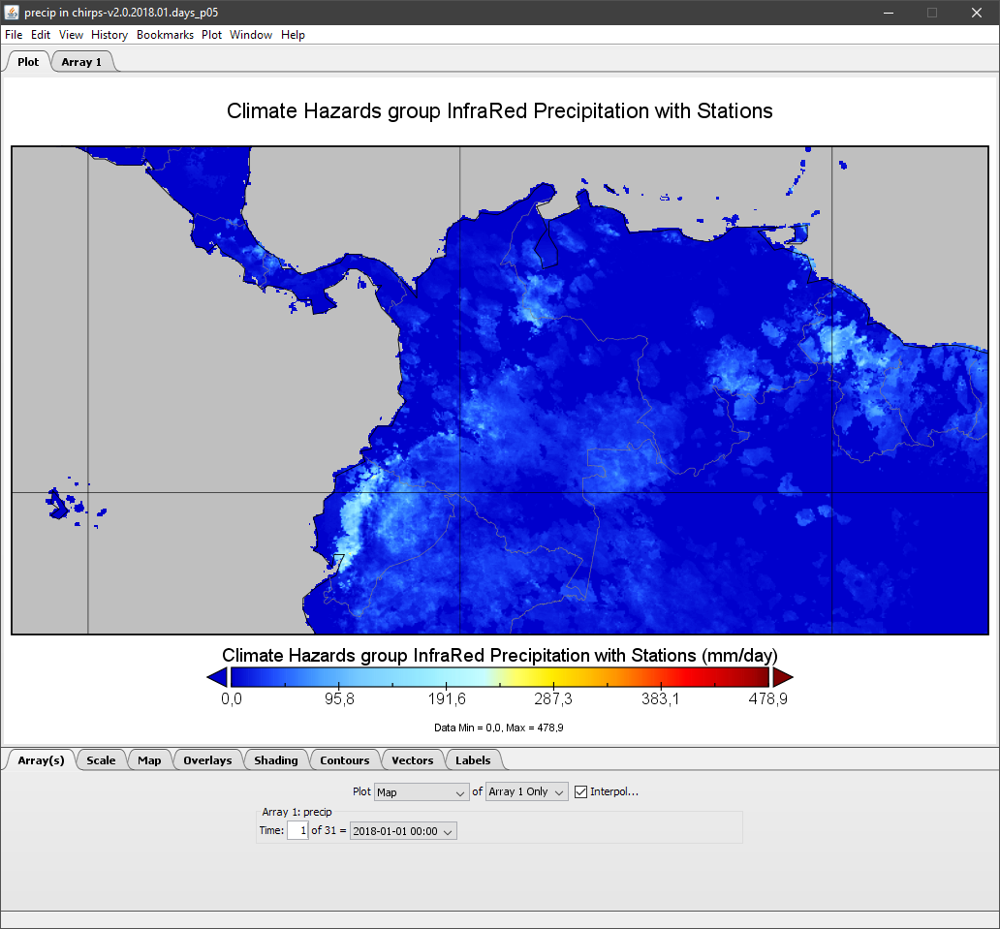 precip in chirps-v2.0.2018.01.days_p05
File Edit View History Bookmarks Plot Window Help
Plot Array 1
Climate Hazards group InfraRed Precipitation with Stations
Climate Hazards group InfraRed Precipitation with Stations (mm/day)
0,0 95,8 191,6 287,3 383,1 478,9
Data Min = 0,0, Max = 478,9
Array(s) Scale Map Overlays Shading Contours Vectors Labels
Plot Map of Array 1 Only Interpol...
Array 1: precip
Time: 1 of 31 = 2018-01-01 00:00